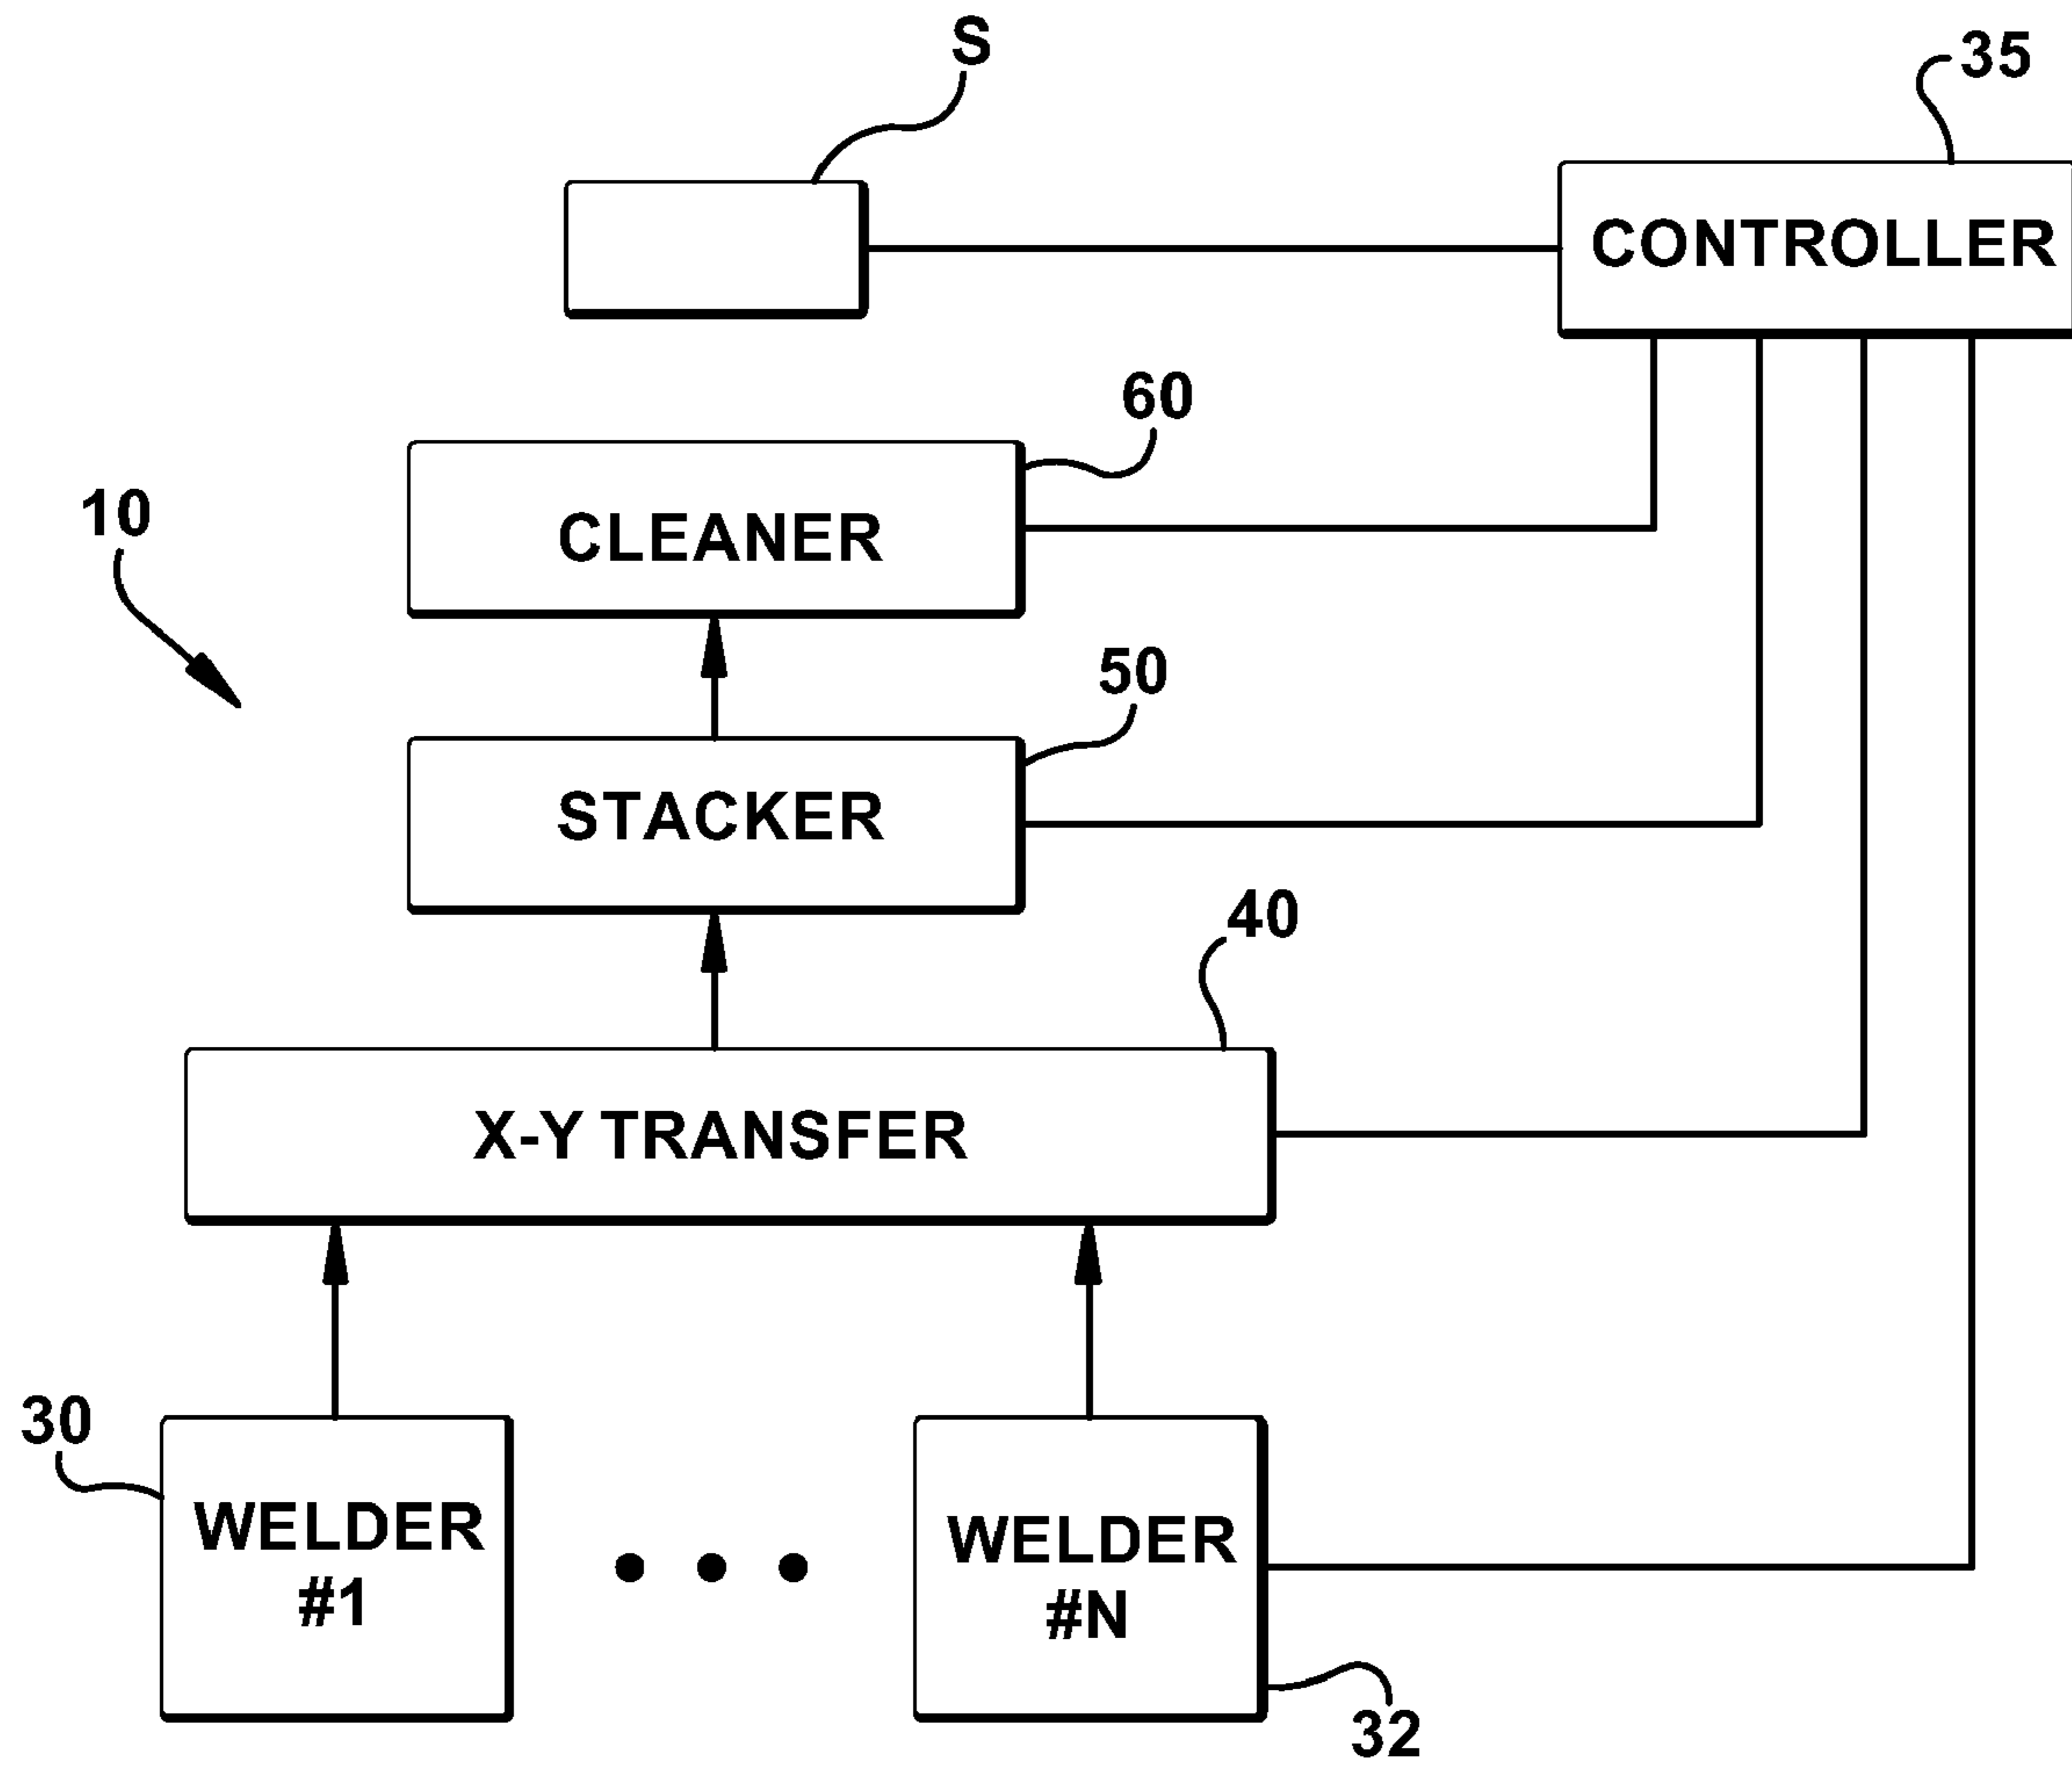 S
35
CONTROLLER
60
CLEANER
10
50
STACKER
40
X-Y TRANSFER
30
WELDER
#1
WELDER
#N
32